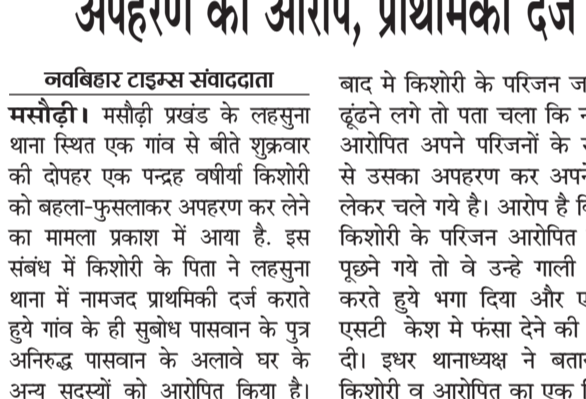 अपहरण का आरोप, प्राथमिकी दर्ज
नवबिहार टाइम्स संवाददाता
मसौढ़ी। मसौढ़ी प्रखंड के लहसुना
थाना स्थित एक गांव से बीते शुक्रवार
की दोपहर एक पन्द्रह वर्षीया किशोरी
को बहला-फुसलाकर अपहरण कर लेने
का मामला प्रकाश में आया है. इस
संबंध में किशोरी के पिता ने लहसुना
थाना में नामजद प्राथमिकी दर्ज कराते
हुये गांव के ही सुबोध पासवान के पुत्र
अनिरुद्ध पासवान के अलावे घर के
अन्य सदस्यों को आरोपित किया है।
बाद मे किशोरी के परिजन
ढूंढने लगे तो पता चला कि
आरोपित अपने परिजनों के
से उसका अपहरण कर
लेकर चले गये है। आरोप है
किशोरी के परिजन आरोपित
पूछने गये तो वे उन्हे गाली
करते हुये भगा दिया और
एसटी केश मे फंसा देने की
दी। इधर थानाध्यक्ष ने
किशोरी व आरोपित का एक